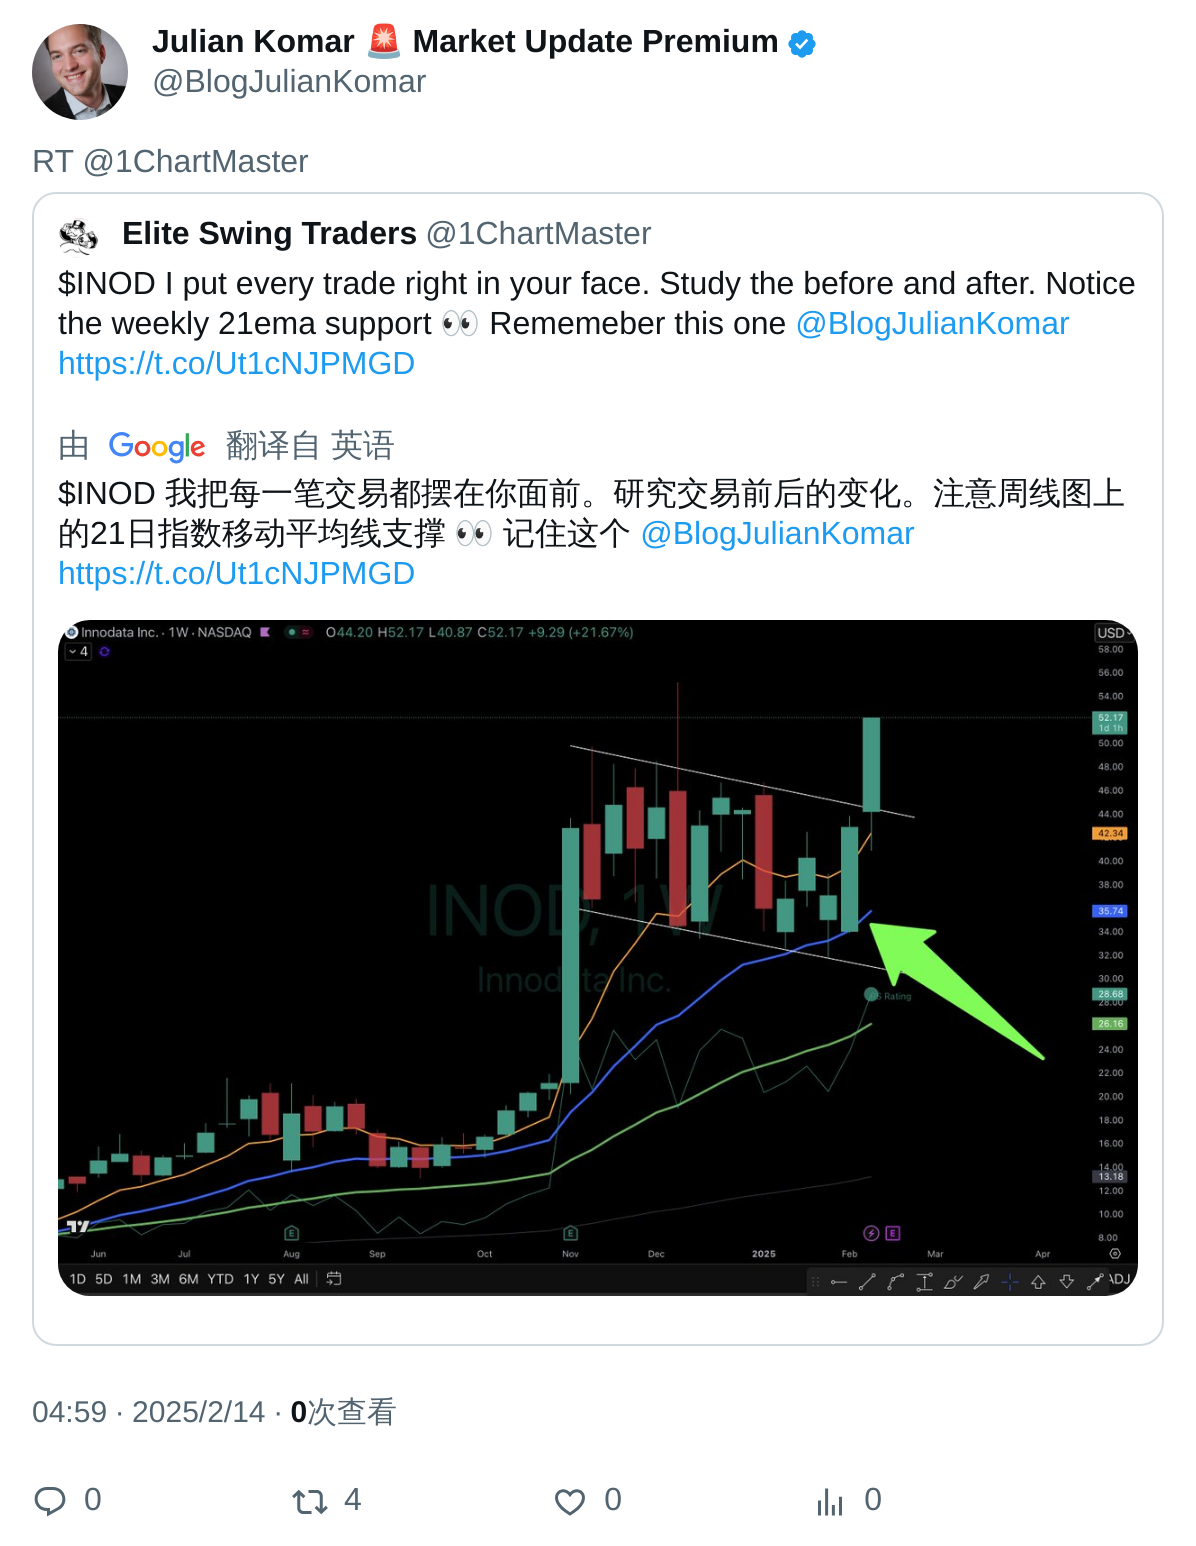 Julian Komar 🚨 Market Update Premium
@BlogJulianKomar
RT @1ChartMaster
Elite Swing Traders @1ChartMaster
$INOD I put every trade right in your face. Study the before and after. Notice
the weekly 21ema support 👀 Rememeber this one @BlogJulianKomar
https://t.co/Ut1cNJPMGD
由 Google 翻译自 英语
$INOD 我把每一笔交易都摆在你面前。研究交易前后的变化。注意周线图上
的21日指数移动平均线支撑 👀 记住这个 @BlogJulianKomar
https://t.co/Ut1cNJPMGD
Innodata Inc. · 1W · NASDAQ O44.20 H52.17 L40.87 C52.17 +9.29 (+21.67%)
USD
4
58.00
56.00
54.00
52.17
1d 1h
50.00
48.00
46.00
44.00
42.34
40.00
38.00
35.74
34.00
32.00
30.00
28.68
28.00
26.16
24.00
22.00
20.00
18.00
16.00
14.00
13.18
12.00
10.00
8.00
INOD, 1W
Innodata Inc.
RS Rating
E E E
Jun Jul Aug Sep Oct Nov Dec 2025 Feb Mar Apr
1D 5D 1M 3M 6M YTD 1Y 5Y All ADJ
04:59 · 2025/2/14 · 0次查看
0 4 0 0